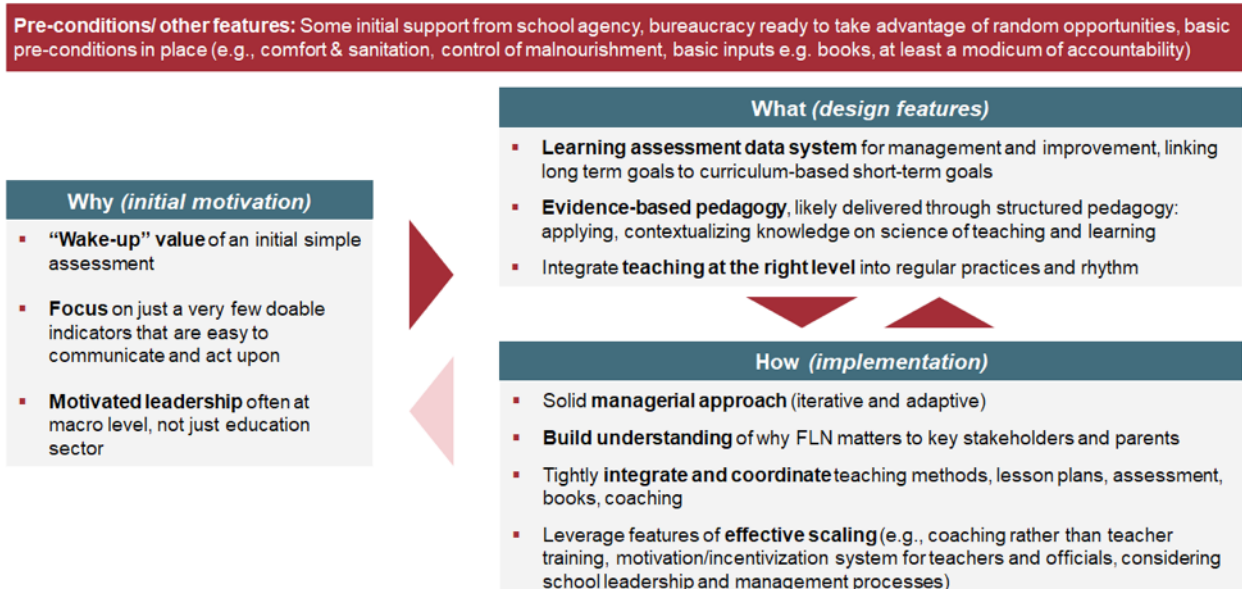 Pre-conditions/ other features: Some initial support from school agency, bureaucracy ready to take advantage of random opportunities, basic
pre-conditions in place (e.g., comfort & sanitation, control of malnourishment, basic inputs e.g. books, at least a modicum of accountability)
Why (initial motivation)
▪ “Wake-up” value of an initial simple
assessment
▪ Focus on just a very few doable
indicators that are easy to
communicate and act upon
▪ Motivated leadership often at
macro level, not just education
sector
What (design features)
▪ Learning assessment data system for management and improvement, linking
long term goals to curriculum-based short-term goals
▪ Evidence-based pedagogy, likely delivered through structured pedagogy:
applying, contextualizing knowledge on science of teaching and learning
▪ Integrate teaching at the right level into regular practices and rhythm
How (implementation)
▪ Solid managerial approach (iterative and adaptive)
▪ Build understanding of why FLN matters to key stakeholders and parents
▪ Tightly integrate and coordinate teaching methods, lesson plans, assessment,
books, coaching
▪ Leverage features of effective scaling (e.g., coaching rather than teacher
training, motivation/incentivization system for teachers and officials, considering
school leadership and management processes)